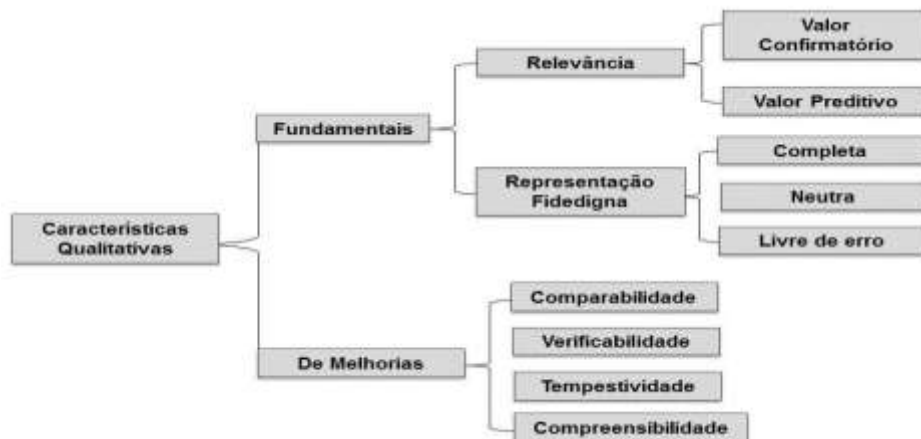 Características
Qualitativas
Fundamentais
Relevância
Valor
Confirmatório
Valor Preditivo
Representação
Fidedigna
Completa
Neutra
Livre de erro
De Melhorias
Comparabilidade
Verificabilidade
Tempestividade
Compreensibilidade